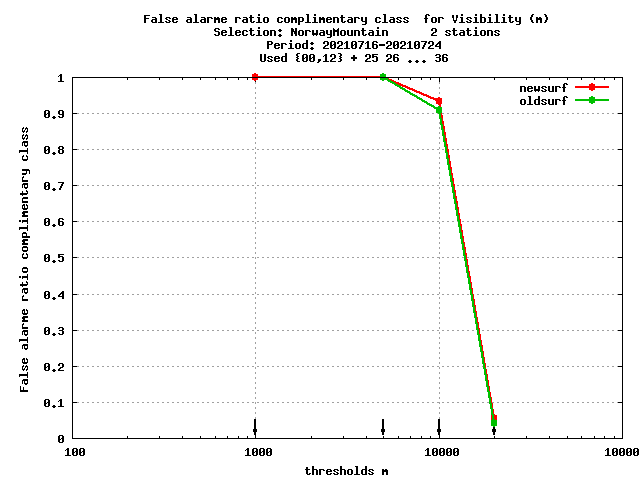 False alarme ratio complimentary class for Visibility (m)
Selection: NorwayMountain 2 stations
Period: 20210716-20210724
Used {00,12} + 25 26 ... 36
newsurf
oldsurf
False alarme ratio complimentary class
1
0.9
0.8
0.7
0.6
0.5
0.4
0.3
0.2
0.1
0
100 1000 10000 10000
thresholds m